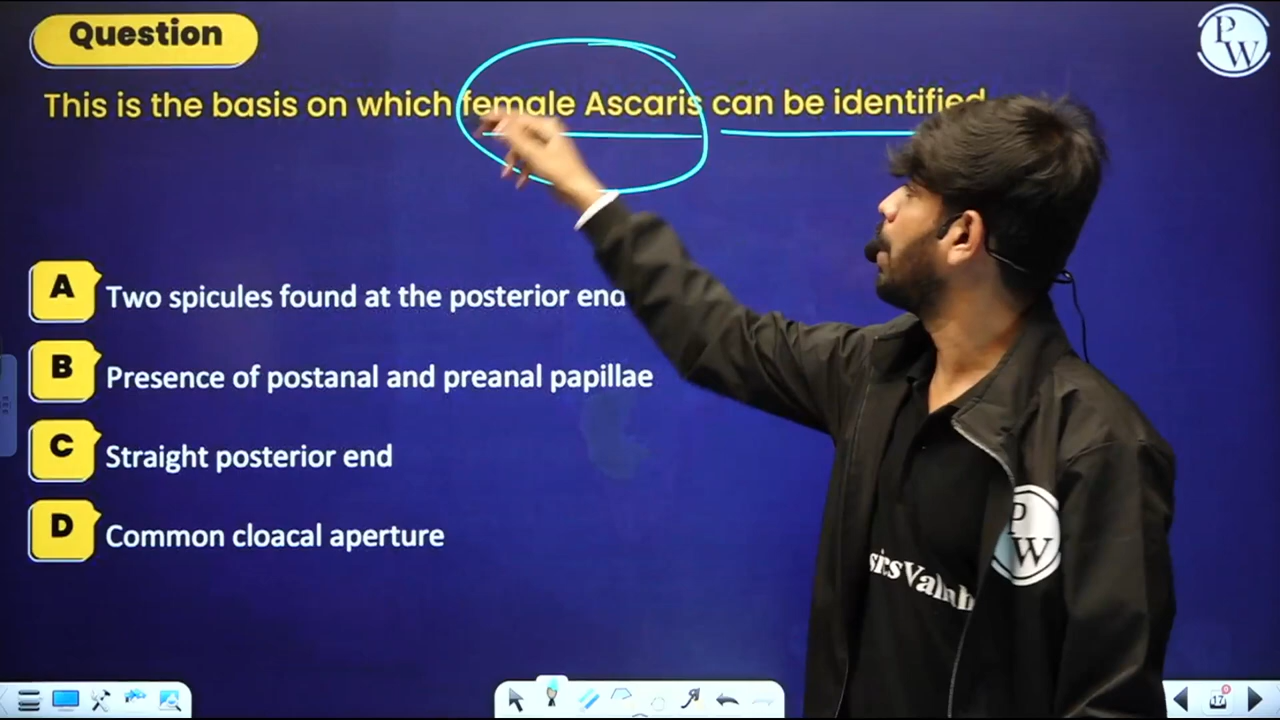 Question
P
W
This is the basis on which female Ascaris can be identified
A
Two spicules found at the posterior end
B
Presence of postanal and preanal papillae
C
Straight posterior end
D
Common cloacal aperture
P
W
17